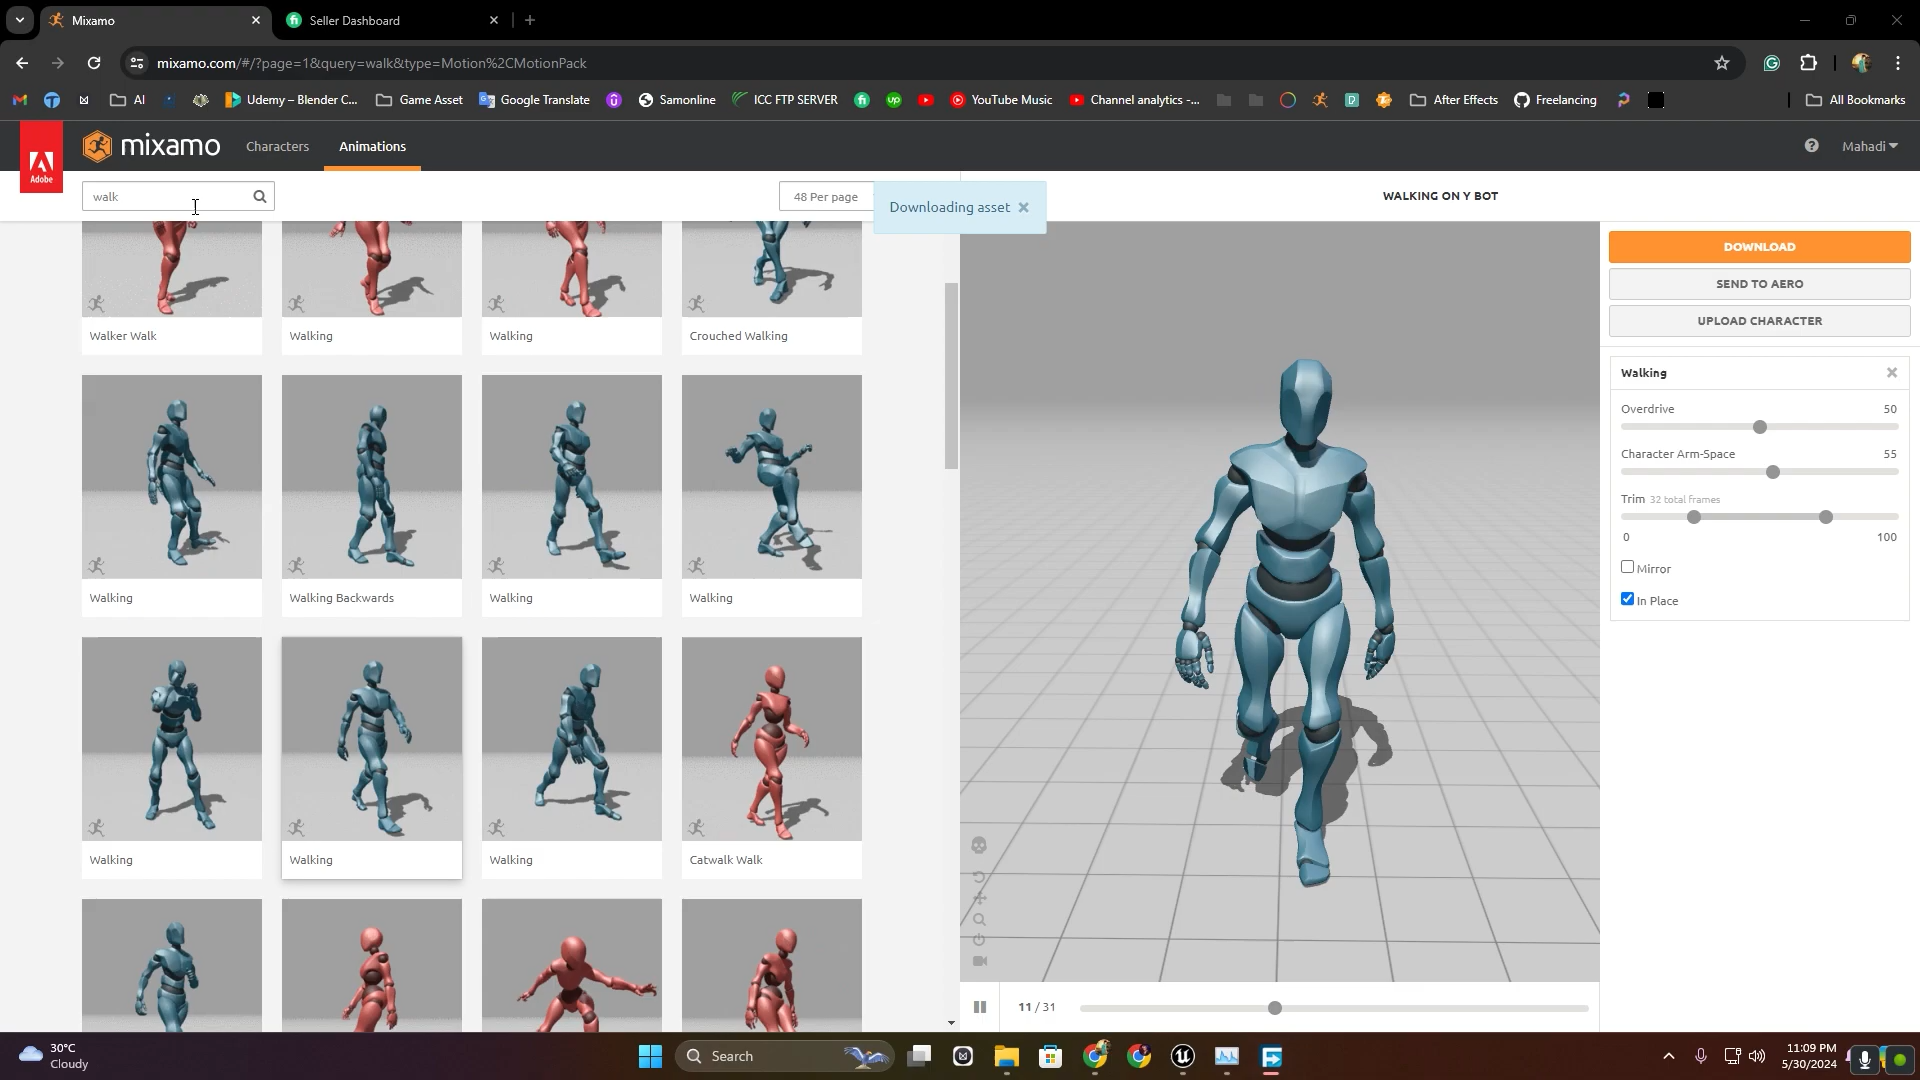 Mixamo
Seller Dashboard
mixamo.com/#/?page=1&query=walk&type=Motion%2CMotionPack
AI
Udemy – Blender C...
Game Asset
Google Translate
Samonline
ICC FTP SERVER
YouTube Music
Channel analytics -...
After Effects
Freelancing
All Bookmarks
Adobe
mixamo
Characters
Animations
Mahadi
walk
48 Per page
Downloading asset
WALKING ON Y BOT
DOWNLOAD
SEND TO AERO
UPLOAD CHARACTER
Walker Walk
Walking
Walking
Crouched Walking
Walking
Overdrive 50
Character Arm-Space 55
Trim 32 total frames
0 100
Mirror
In Place
Walking
Walking Backwards
Walking
Walking
Walking
Walking
Walking
Catwalk Walk
11 / 31
30°C
Cloudy
Search
11:09 PM
5/30/2024